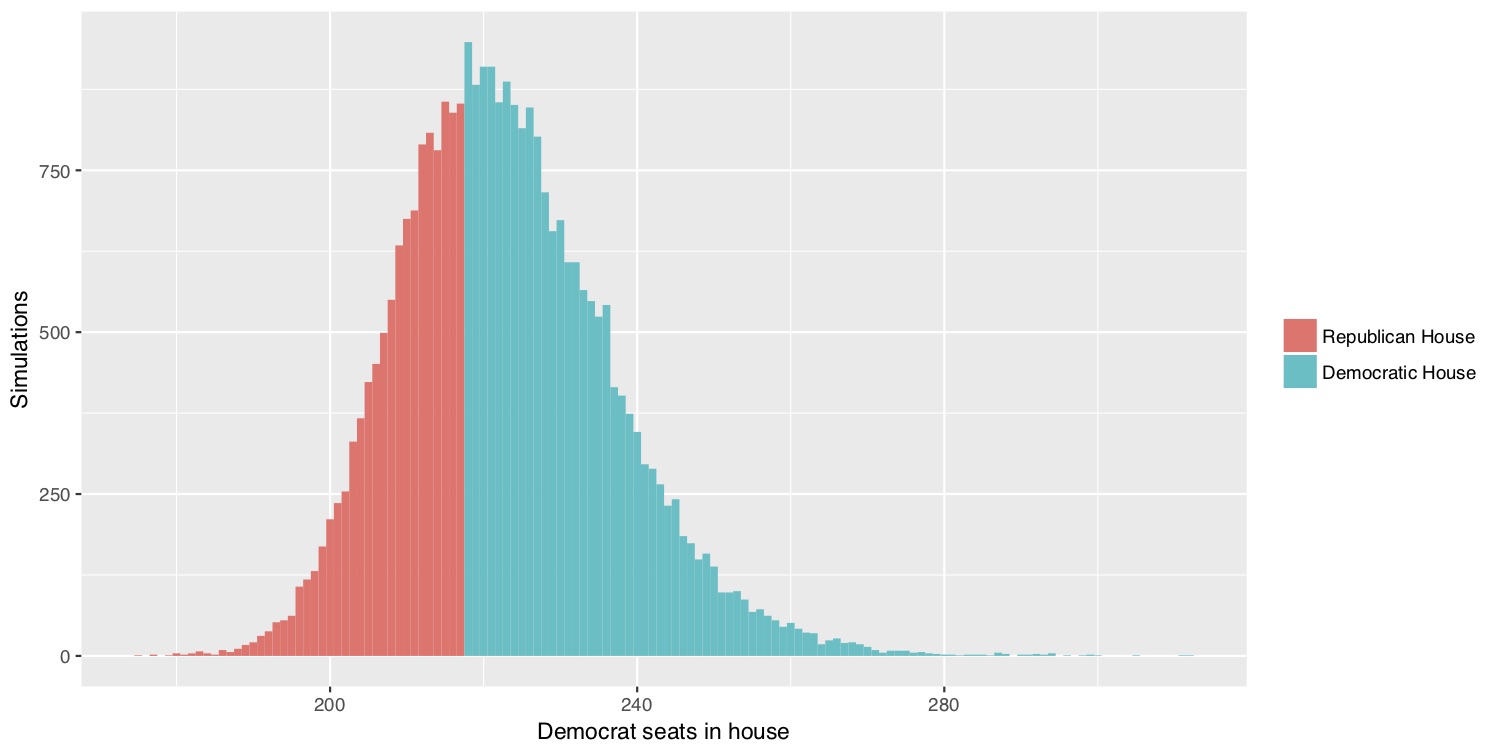 750
500
250
0
Simulations
200 240 280
Democrat seats in house
Republican House
Democratic House